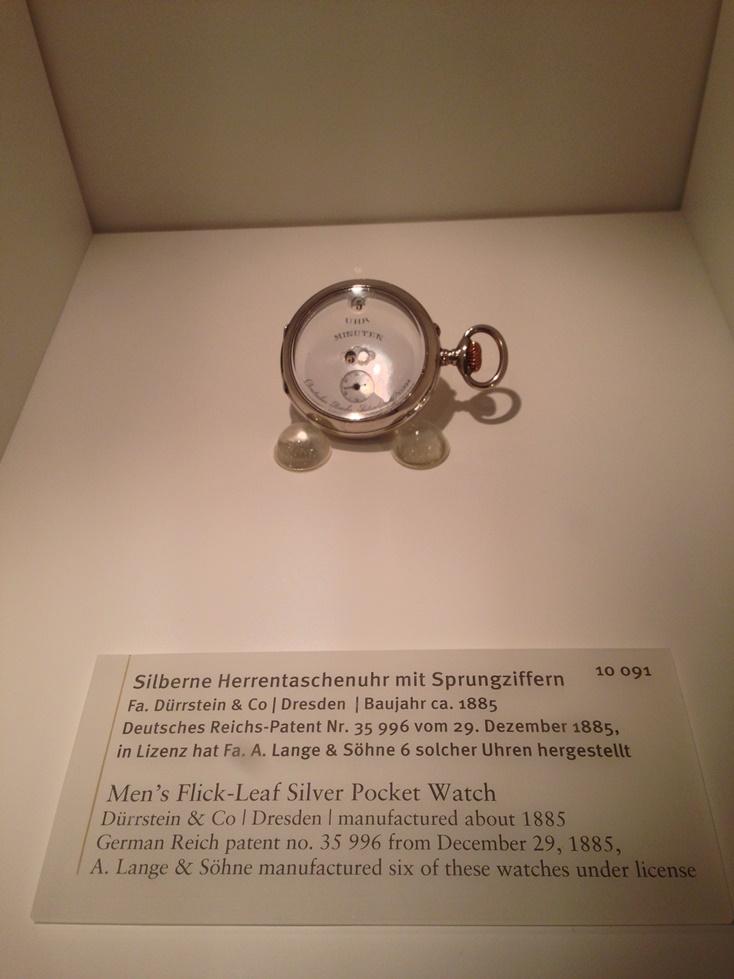 UHR
MINUTEN
Silberne Herrentaschenuhr mit Sprungziffern
10 091
Fa. Dürrstein & Co | Dresden | Baujahr ca. 1885
Deutsches Reichs-Patent Nr. 35 996 vom 29. Dezember 1885,
in Lizenz hat Fa. A. Lange & Söhne 6 solcher Uhren hergestellt
Men's Flick-Leaf Silver Pocket Watch
Dürrstein & Co | Dresden | manufactured about 1885
German Reich patent no. 35 996 from December 29, 1885,
A. Lange & Söhne manufactured six of these watches under license